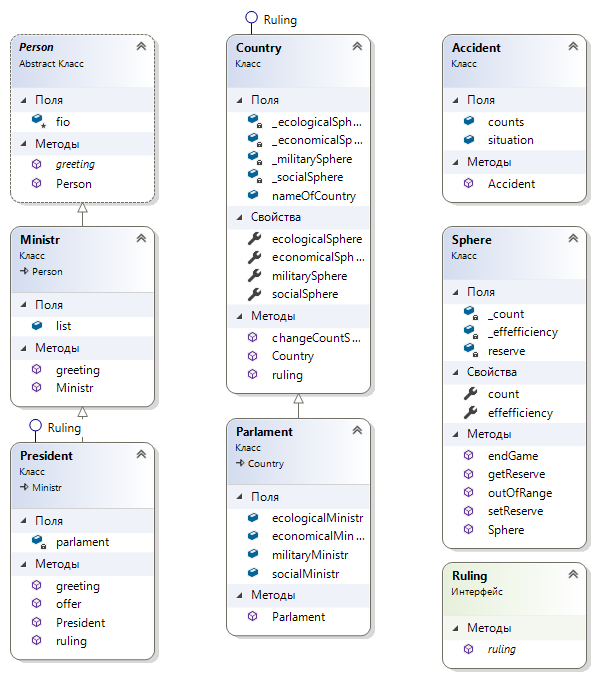 Person
Abstract Класс
Поля
fio
Методы
greeting
Person
Ministr
Класс
Person
Поля
list
Методы
greeting
Ministr
Ruling
President
Класс
Ministr
Поля
parlament
Методы
greeting
offer
President
ruling
Ruling
Country
Класс
Поля
_ecologicalSphe...
_economicalSp...
_militarySphere
_socialSphere
nameOfCountry
Свойства
ecologicalSphere
economicalSph...
militarySphere
socialSphere
Методы
changeCountS...
Country
ruling
Parlament
Класс
Country
Поля
ecologicalMinistr
economicalMin...
militaryMinistr
socialMinistr
Методы
Parlament
Accident
Класс
Поля
counts
situation
Методы
Accident
Sphere
Класс
Поля
_count
_effefficiency
reserve
Свойства
count
effefficiency
Методы
endGame
getReserve
outOfRange
setReserve
Sphere
Ruling
Интерфейс
Методы
ruling